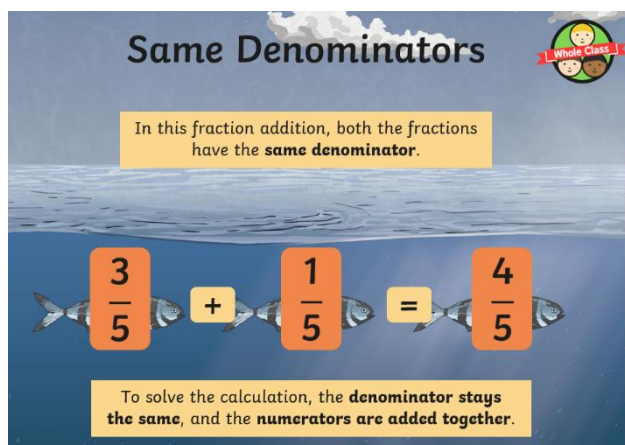 Same Denominators
Whole Class
In this fraction addition, both the fractions
have the same denominator.
3/5 + 1/5 = 4/5
To solve the calculation, the denominator stays
the same, and the numerators are added together.